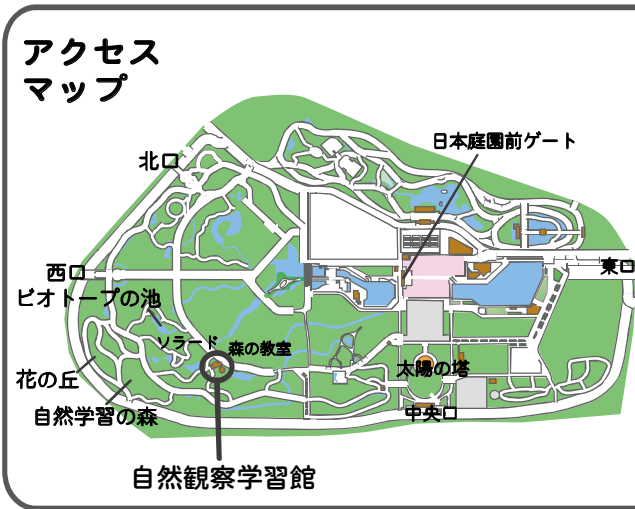 アクセス
マップ
日本庭園前ゲート
北口
西口
東口
ビオトープの池
ソラード
森の教室
花の丘
太陽の塔
自然学習の森
中央口
自然観察学習館